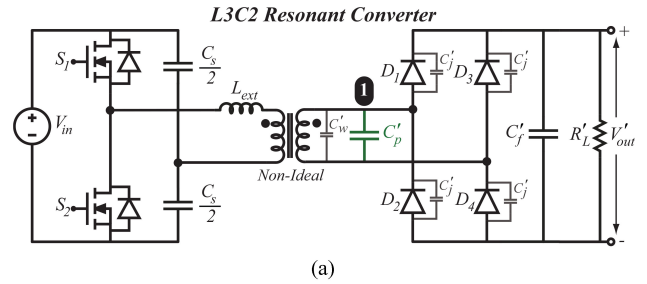 L3C2 Resonant Converter
S1
Cs
2
Lext
1
D1
C'j
D3
C'j
+
Vin
C'w
C'p
C'f
R'L
V'out
Non-Ideal
S2
Cs
2
D2
C'j
D4
C'j
-
(a)